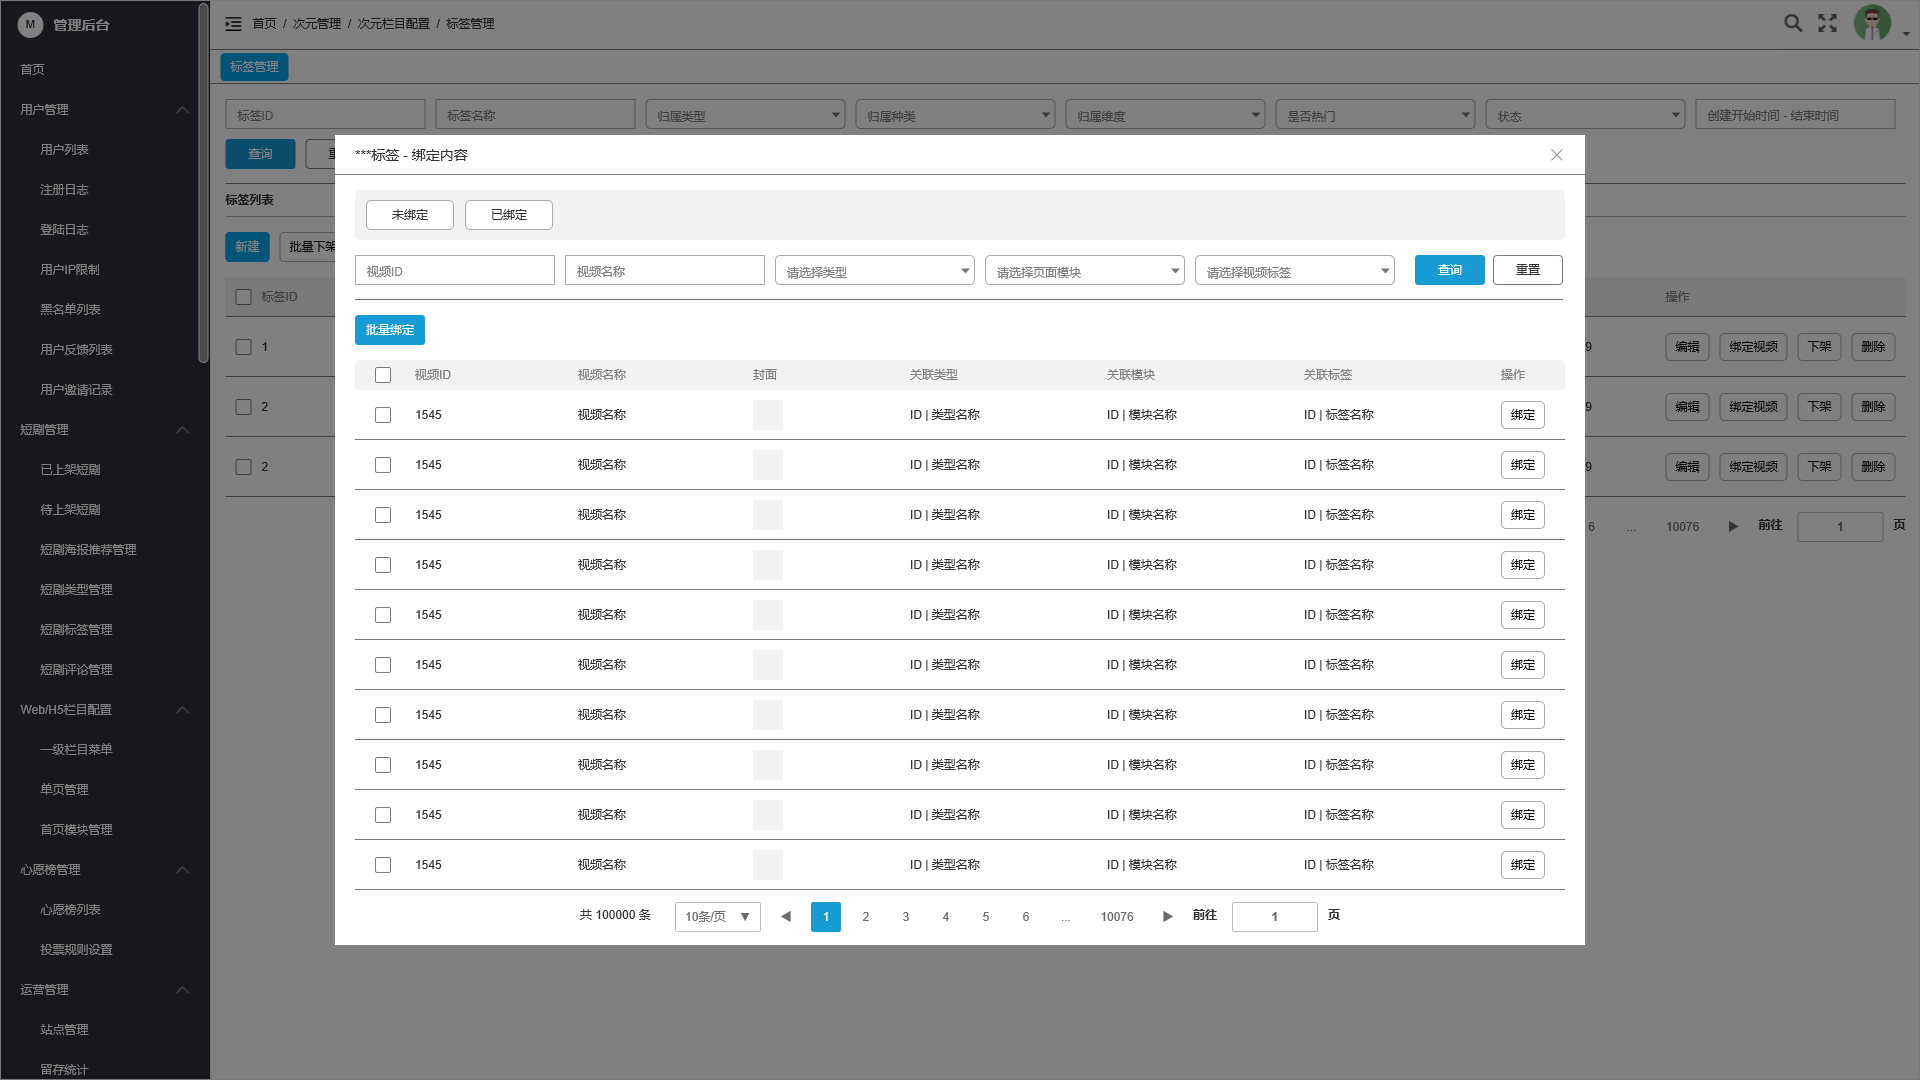 M 管理后台
首页 / 次元管理 / 次元栏目配置 / 标签管理
标签管理
标签ID 标签名称 归属类型 归属种类 归属维度 是否热门 状态 创建开始时间 - 结束时间
查询
标签列表
新建 批量下架
标签ID 操作
1 9 编辑 绑定视频 下架 删除
2 9 编辑 绑定视频 下架 删除
2 9 编辑 绑定视频 下架 删除
6 ... 10076 前往 1 页
首页
用户管理
用户列表
注册日志
登陆日志
用户IP限制
黑名单列表
用户反馈列表
用户邀请记录
短剧管理
已上架短剧
待上架短剧
短剧海报推荐管理
短剧类型管理
短剧标签管理
短剧评论管理
Web/H5栏目配置
一级栏目菜单
单页管理
首页模块管理
心愿榜管理
心愿榜列表
投票规则设置
运营管理
站点管理
留存统计
***标签 - 绑定内容
未绑定 已绑定
视频ID 视频名称 请选择类型 请选择页面模块 请选择视频标签 查询 重置
批量绑定
视频ID 视频名称 封面 关联类型 关联模块 关联标签 操作
1545 视频名称 ID | 类型名称 ID | 模块名称 ID | 标签名称 绑定
1545 视频名称 ID | 类型名称 ID | 模块名称 ID | 标签名称 绑定
1545 视频名称 ID | 类型名称 ID | 模块名称 ID | 标签名称 绑定
1545 视频名称 ID | 类型名称 ID | 模块名称 ID | 标签名称 绑定
1545 视频名称 ID | 类型名称 ID | 模块名称 ID | 标签名称 绑定
1545 视频名称 ID | 类型名称 ID | 模块名称 ID | 标签名称 绑定
1545 视频名称 ID | 类型名称 ID | 模块名称 ID | 标签名称 绑定
1545 视频名称 ID | 类型名称 ID | 模块名称 ID | 标签名称 绑定
1545 视频名称 ID | 类型名称 ID | 模块名称 ID | 标签名称 绑定
1545 视频名称 ID | 类型名称 ID | 模块名称 ID | 标签名称 绑定
共 100000 条 10条/页 1 2 3 4 5 6 ... 10076 前往 1 页